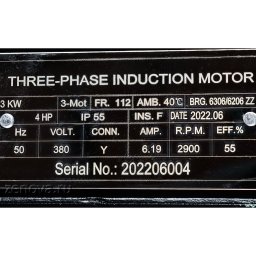 THREE-PHASE INDUCTION MOTOR
3 KW 3-Mot FR. 112 AMB. 40℃ BRG. 6306/6206 ZZ
4 HP IP 55 INS. F DATE 2022.06
Hz VOLT. CONN. AMP. R.P.M. EFF.%
50 380 Y 6.19 2900 55
Serial No.: 202206004
zenova.ru